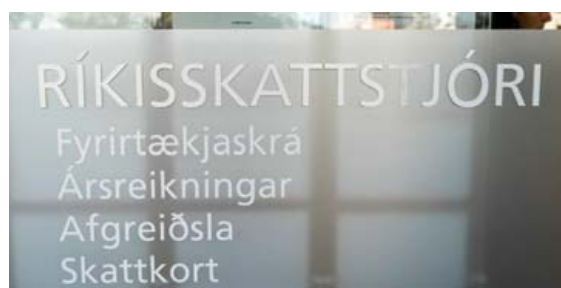 RÍKISSKATTSTJÓRI
Fyrirtækjaskrá
Ársreikningar
Afgreiðsla
Skattkort